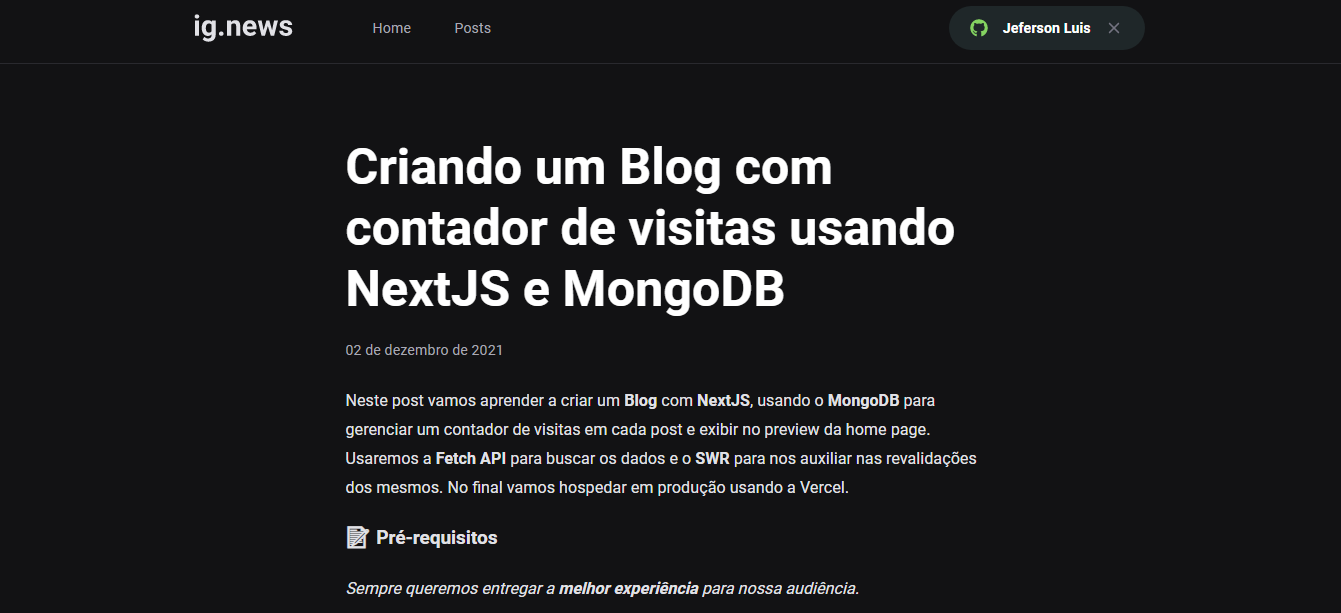 ig.news
Home
Posts
Jeferson Luis
Criando um Blog com
contador de visitas usando
NextJS e MongoDB
02 de dezembro de 2021
Neste post vamos aprender a criar um Blog com NextJS, usando o MongoDB para
gerenciar um contador de visitas em cada post e exibir no preview da home page.
Usaremos a Fetch API para buscar os dados e o SWR para nos auxiliar nas revalidações
dos mesmos. No final vamos hospedar em produção usando a Vercel.
📝 Pré-requisitos
Sempre queremos entregar a melhor experiência para nossa audiência.